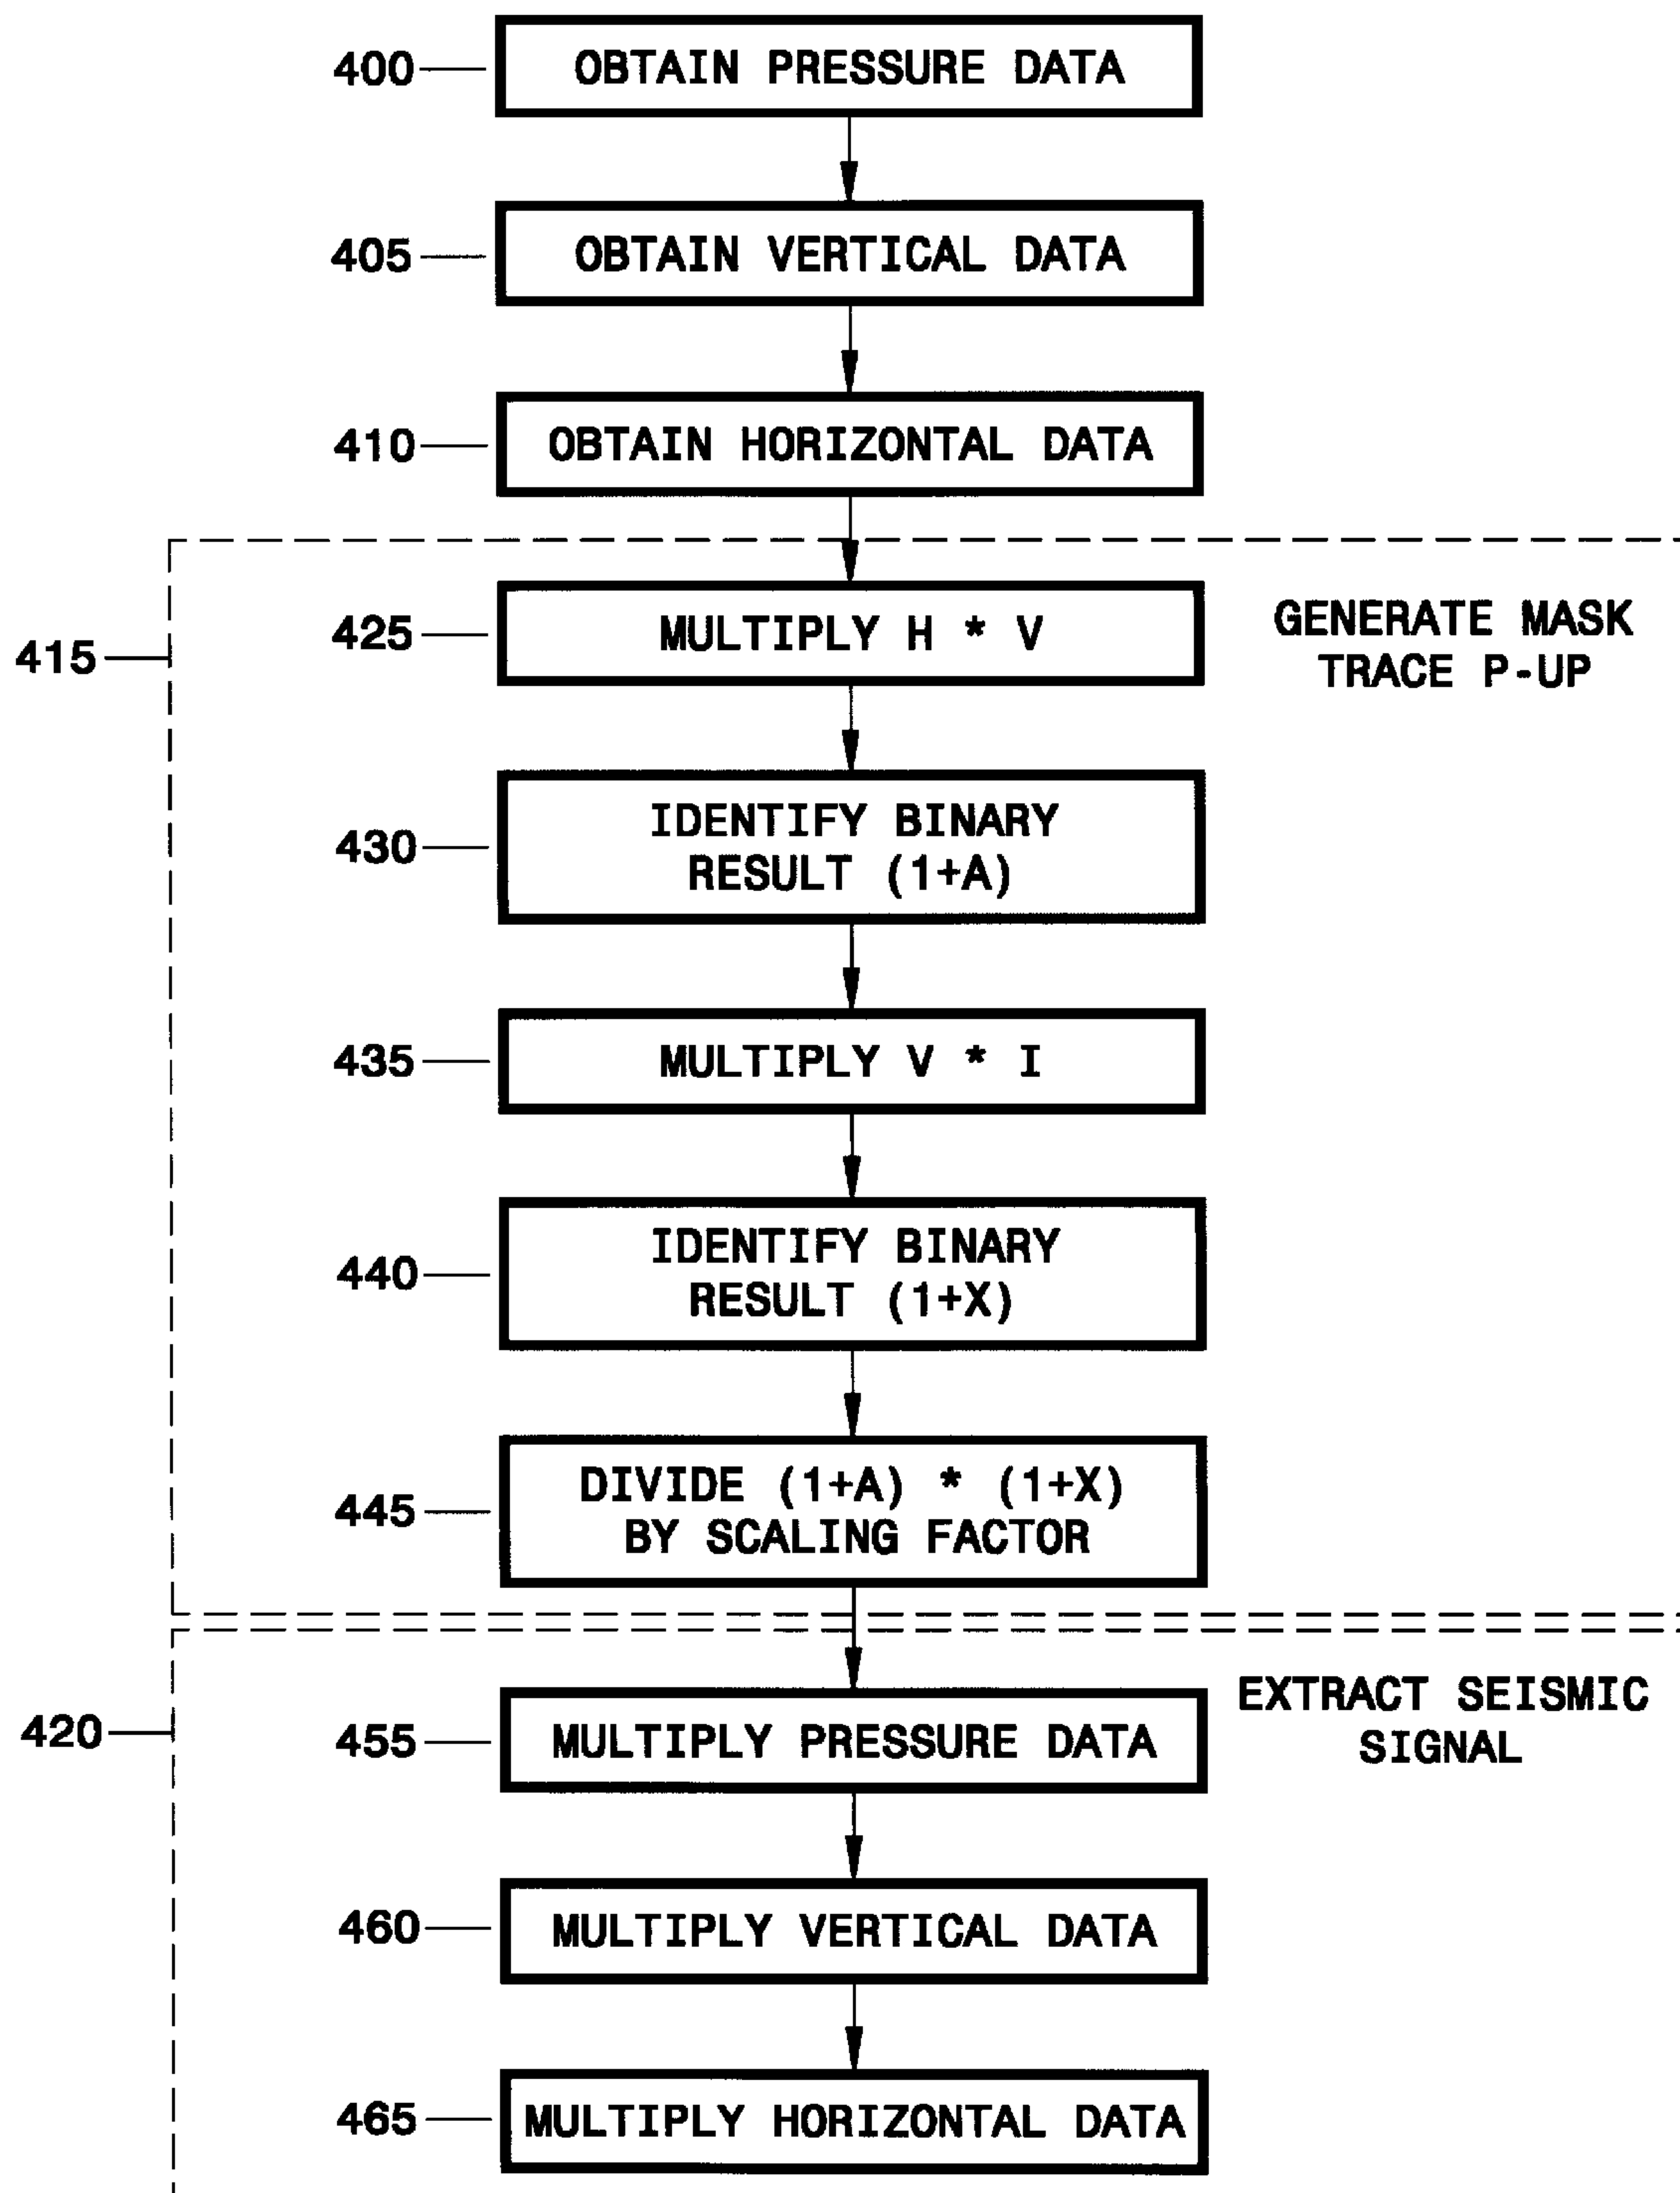 400
OBTAIN PRESSURE DATA
405
OBTAIN VERTICAL DATA
410
OBTAIN HORIZONTAL DATA
415
425
MULTIPLY H * V
GENERATE MASK
TRACE P-UP
430
IDENTIFY BINARY
RESULT (1+A)
435
MULTIPLY V * I
440
IDENTIFY BINARY
RESULT (1+X)
445
DIVIDE (1+A) * (1+X)
BY SCALING FACTOR
420
455
MULTIPLY PRESSURE DATA
EXTRACT SEISMIC
SIGNAL
460
MULTIPLY VERTICAL DATA
465
MULTIPLY HORIZONTAL DATA